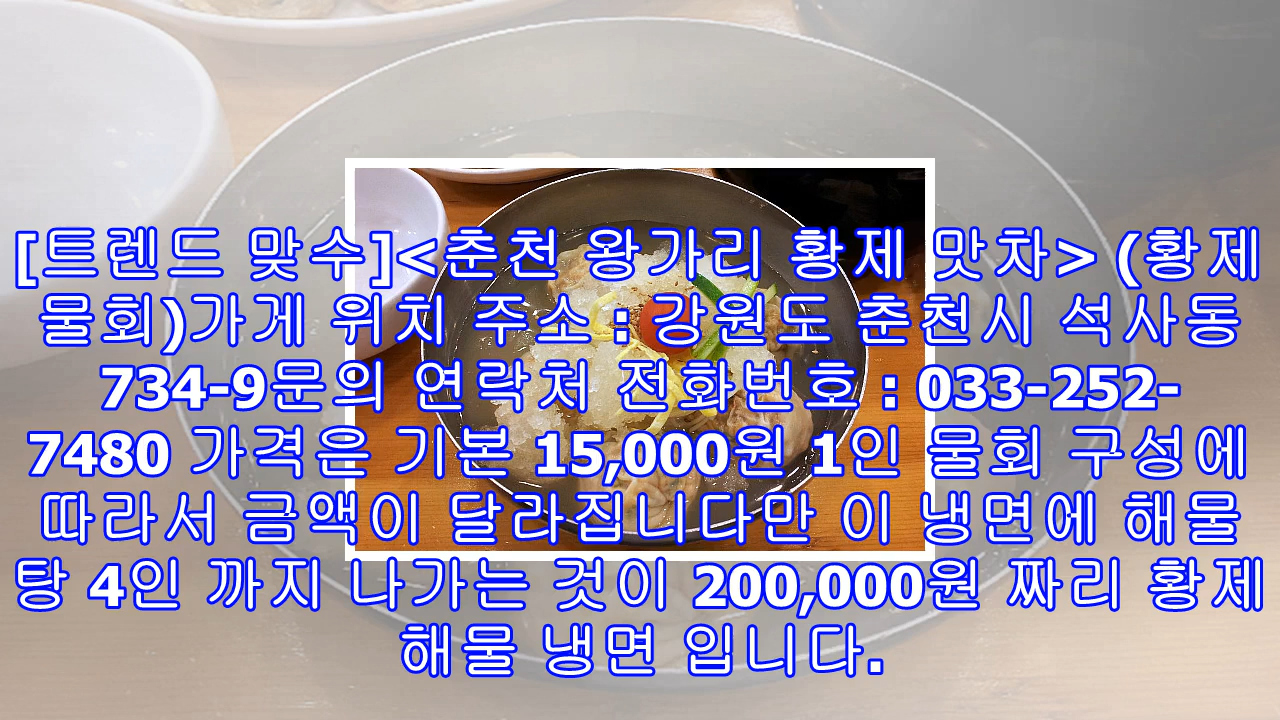 [트렌드 맞수]<춘천 왕가리 황제 맛차> (황제
물회)가게 위치 주소 : 강원도 춘천시 석사동
734-9문의 연락처 전화번호 : 033-252-
7480 가격은 기본 15,000원 1인 물회 구성에
따라서 금액이 달라집니다만 이 냉면에 해물
탕 4인 까지 나가는 것이 200,000원 짜리 황제
해물 냉면 입니다.